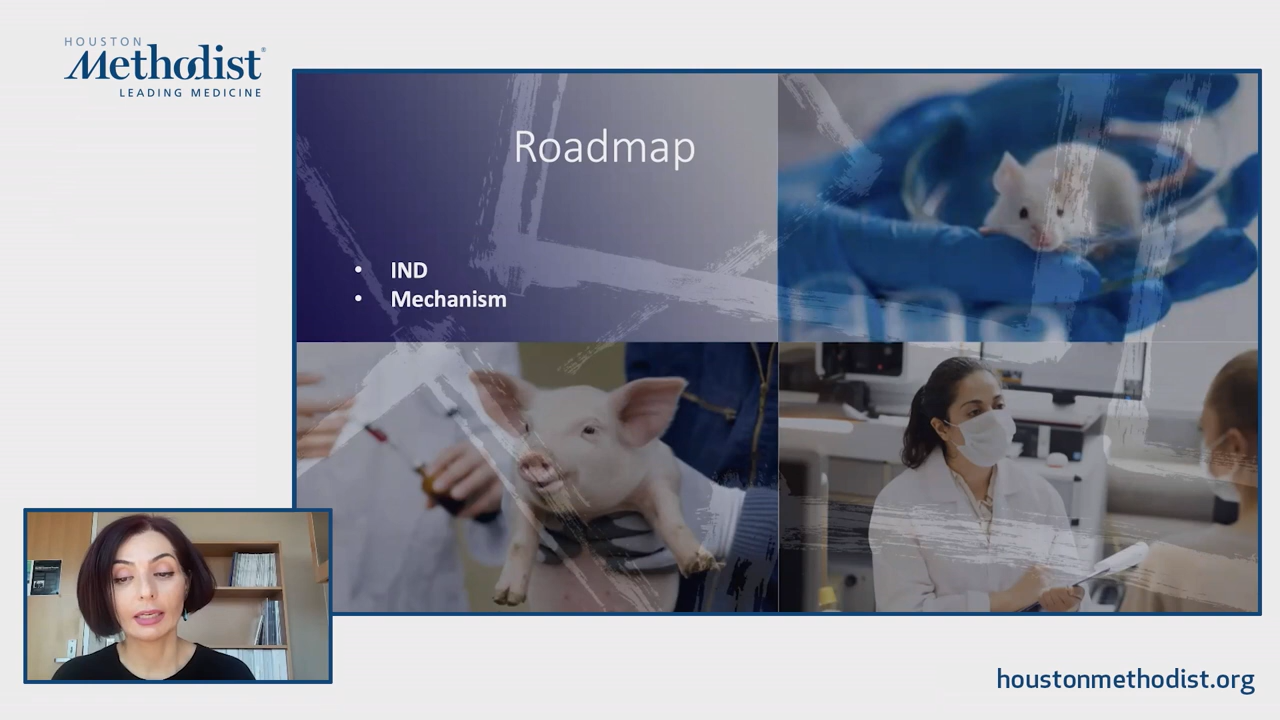 HOUSTON
Methodist®
LEADING MEDICINE
Roadmap
• IND
• Mechanism
houstonmethodist.org